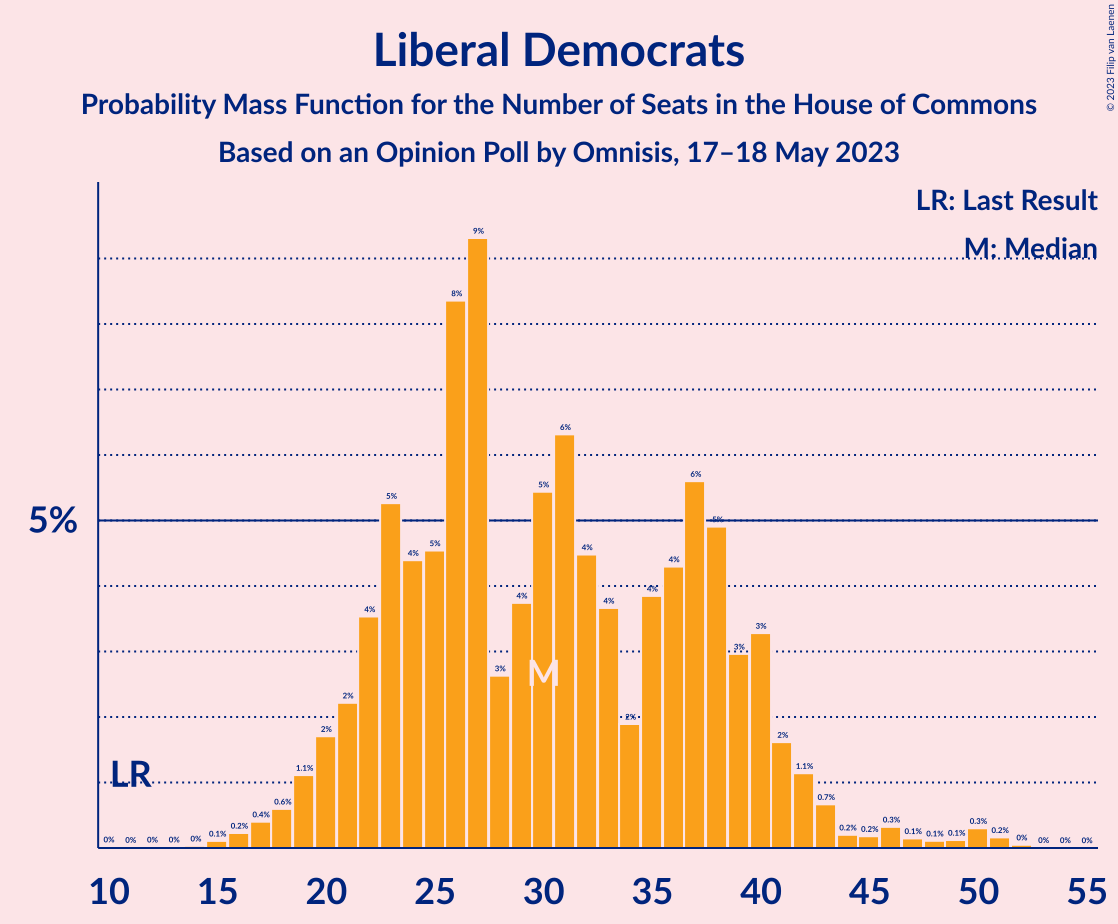 Liberal Democrats
Probability Mass Function for the Number of Seats in the House of Commons
Based on an Opinion Poll by Omnisis, 17–18 May 2023
© 2023 Filip van Laenen
LR: Last Result
M: Median
5%
LR
M
0% 0% 0% 0% 0% 0.1% 0.2% 0.4% 0.6% 1.1% 2% 2% 4% 5% 4% 5% 8% 9% 3% 4% 5% 6% 4% 4% 2% 4% 4% 6% 5% 3% 3% 2% 1.1% 0.7% 0.2% 0.2% 0.3% 0.1% 0.1% 0.1% 0.3% 0.2% 0% 0% 0% 0%
10 15 20 25 30 35 40 45 50 55